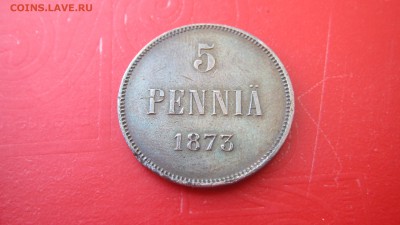 COINS.LAVE.RU
5
PENNIÄ
1873